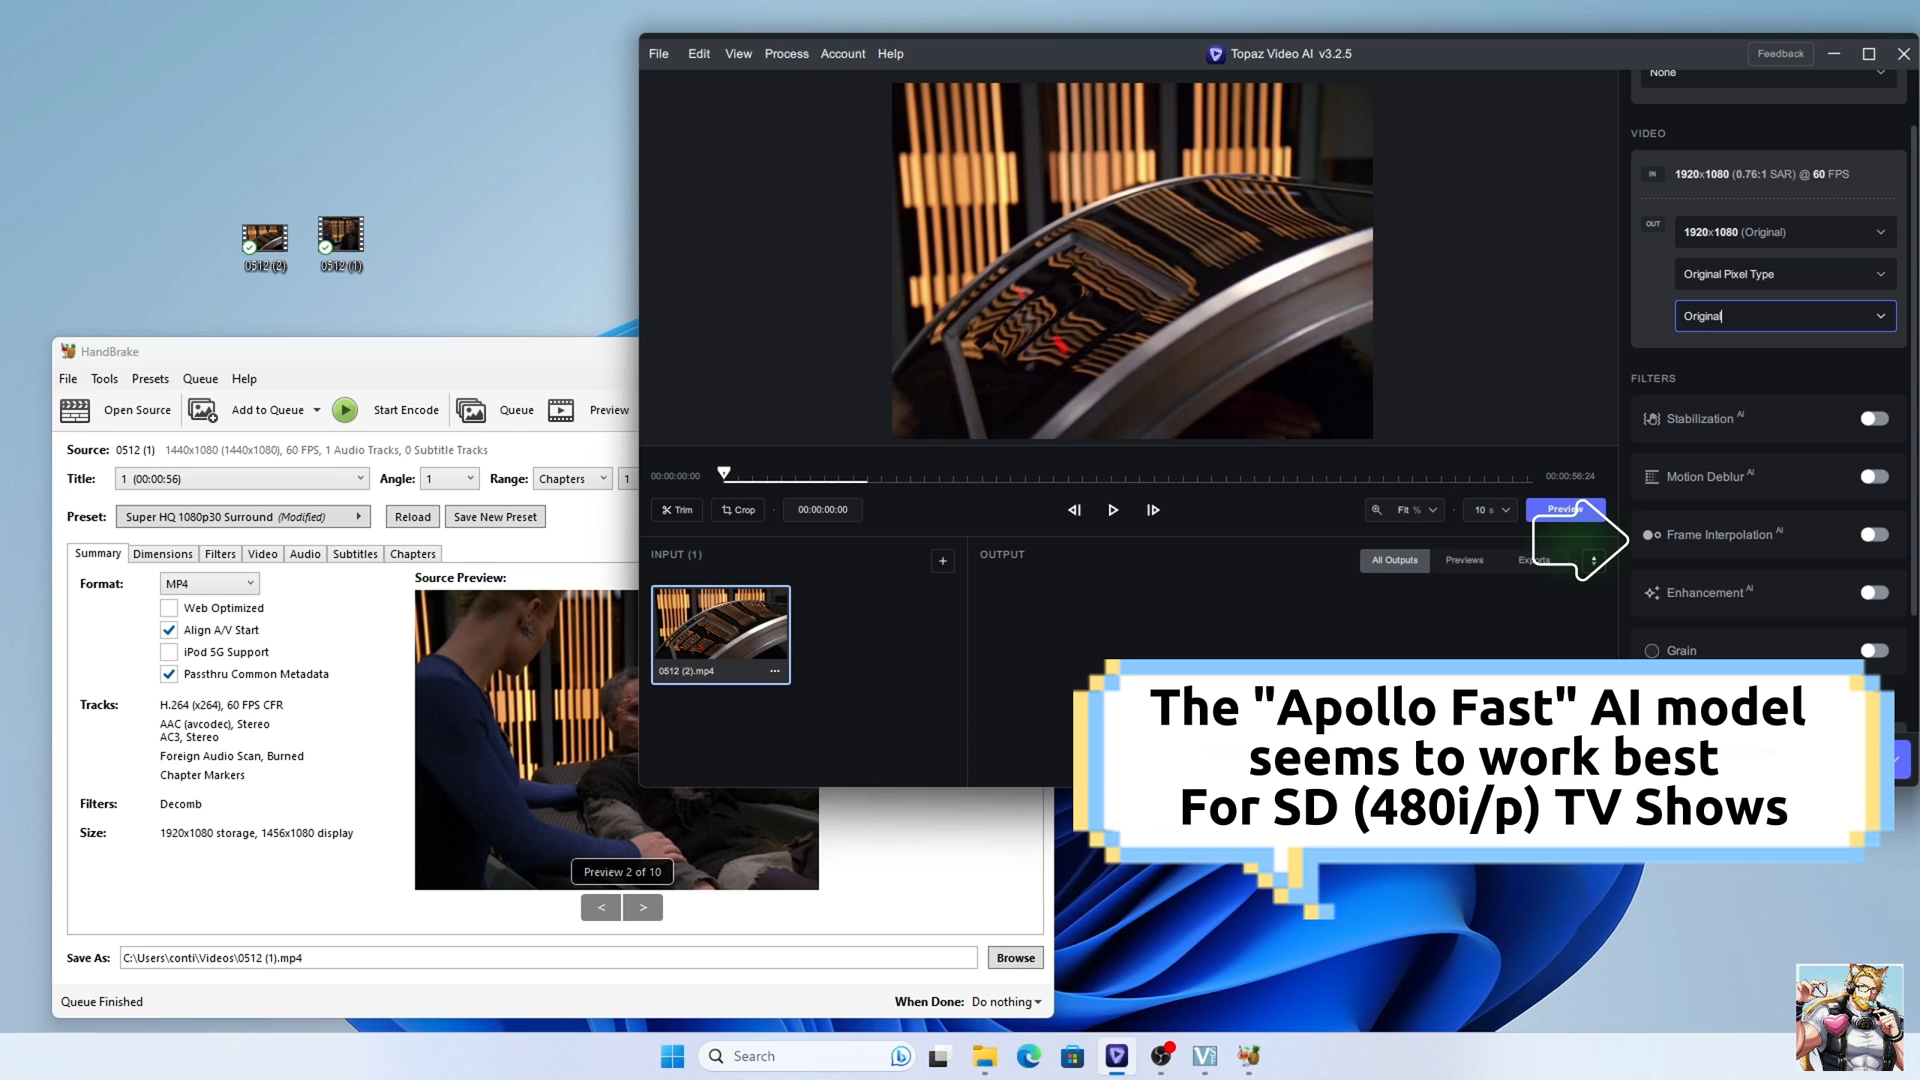 File Edit View Process Account Help
Topaz Video AI v3.2.5
Feedback
None
VIDEO
IN 1920x1080 (0.76:1 SAR) @ 60 FPS
OUT 1920x1080 (Original)
Original Pixel Type
Original
FILTERS
Stabilization AI
Motion Deblur AI
Frame Interpolation AI
Enhancement AI
Grain
00:00:00:00
00:00:56:24
Trim
Crop
00:00:00:00
Fit %
10 s
Preview
INPUT (1)
OUTPUT
All Outputs Previews Exports
0512 (2).mp4
0512 (2)
0512 (1)
HandBrake
File Tools Presets Queue Help
Open Source
Add to Queue
Start Encode
Queue
Preview
Source: 0512 (1) 1440x1080 (1440x1080), 60 FPS, 1 Audio Tracks, 0 Subtitle Tracks
Title: 1 (00:00:56)
Angle: 1
Range: Chapters 1
Preset: Super HQ 1080p30 Surround (Modified)
Reload
Save New Preset
Summary Dimensions Filters Video Audio Subtitles Chapters
Format: MP4
Source Preview:
Web Optimized
Align A/V Start
iPod 5G Support
Passthru Common Metadata
Tracks: H.264 (x264), 60 FPS CFR
AAC (avcodec), Stereo
AC3, Stereo
Foreign Audio Scan, Burned
Chapter Markers
Filters: Decomb
Size: 1920x1080 storage, 1456x1080 display
Preview 2 of 10
< >
Save As: C:\Users\conti\Videos\0512 (1).mp4
Browse
Queue Finished
When Done: Do nothing
The "Apollo Fast" AI model
seems to work best
For SD (480i/p) TV Shows
Search